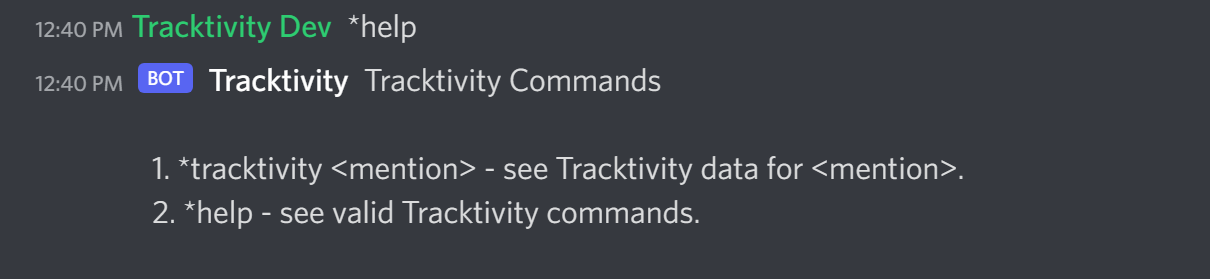 12:40 PM Tracktivity Dev *help
12:40 PM BOT Tracktivity Tracktivity Commands
1. *tracktivity <mention> - see Tracktivity data for <mention>.
2. *help - see valid Tracktivity commands.